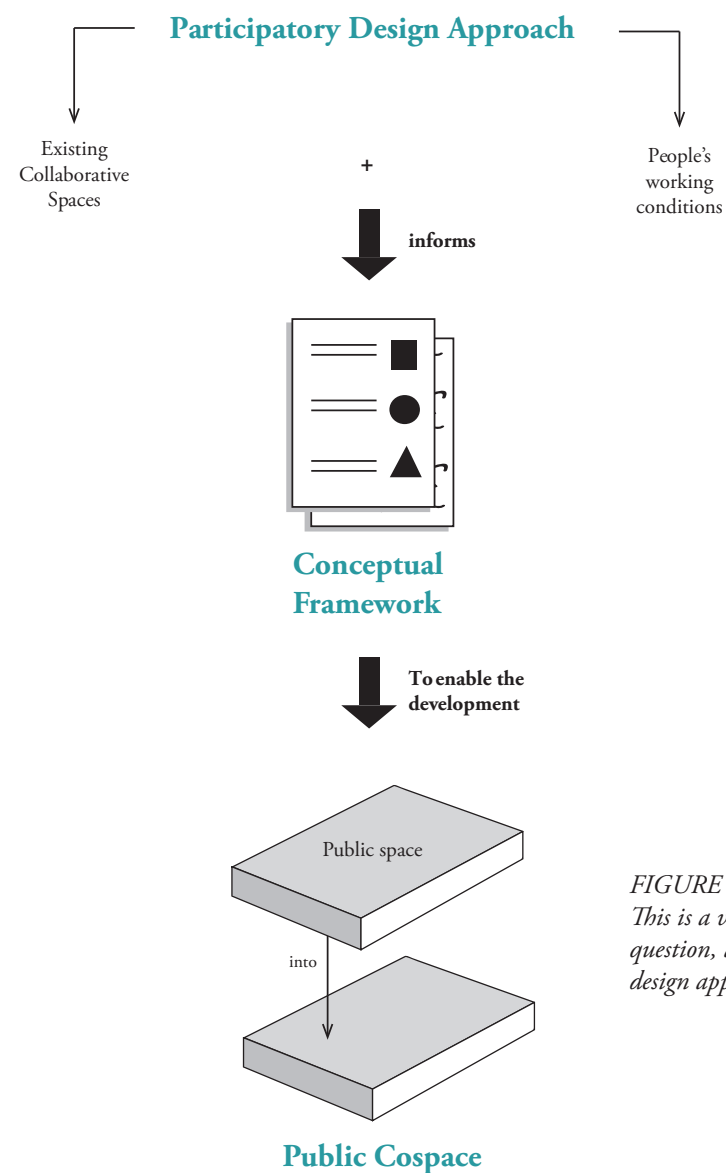 Participatory Design Approach
Existing
Collaborative
Spaces
+
People's
working
conditions
informs
Conceptual
Framework
To enable the
development
Public space
into
Public Cospace
FIGURE
This is a
question,
design